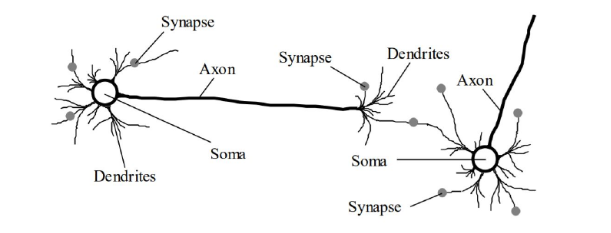 Synapse
Axon
Synapse
Dendrites
Axon
Soma
Dendrites
Soma
Synapse